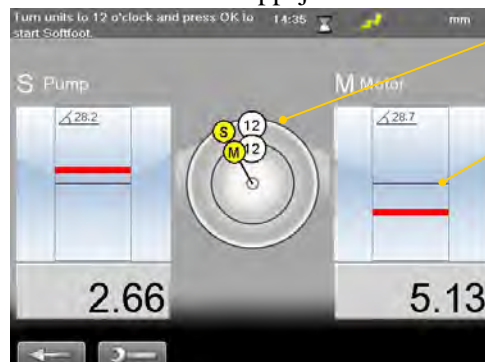 Turn units to 12 o'clock and press OK to
start Softfoot.
14:35
mm
S Pump
M Motor
28.2
28.7
S
12
M
12
2.66
5.13